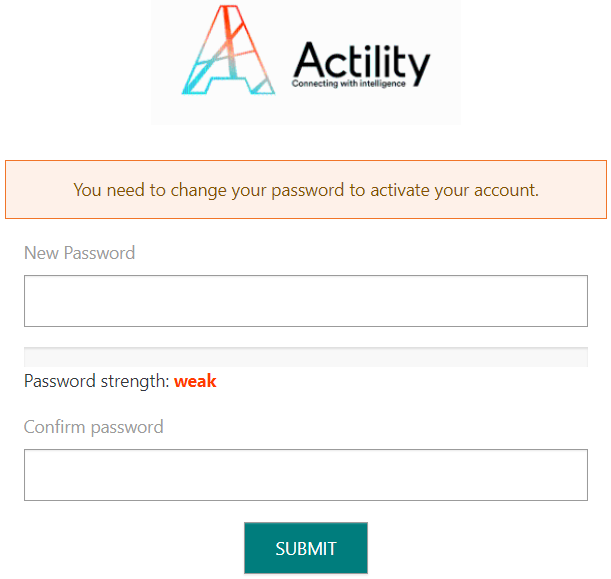 Actility
Connecting with intelligence
You need to change your password to activate your account.
New Password
Password strength: weak
Confirm password
SUBMIT